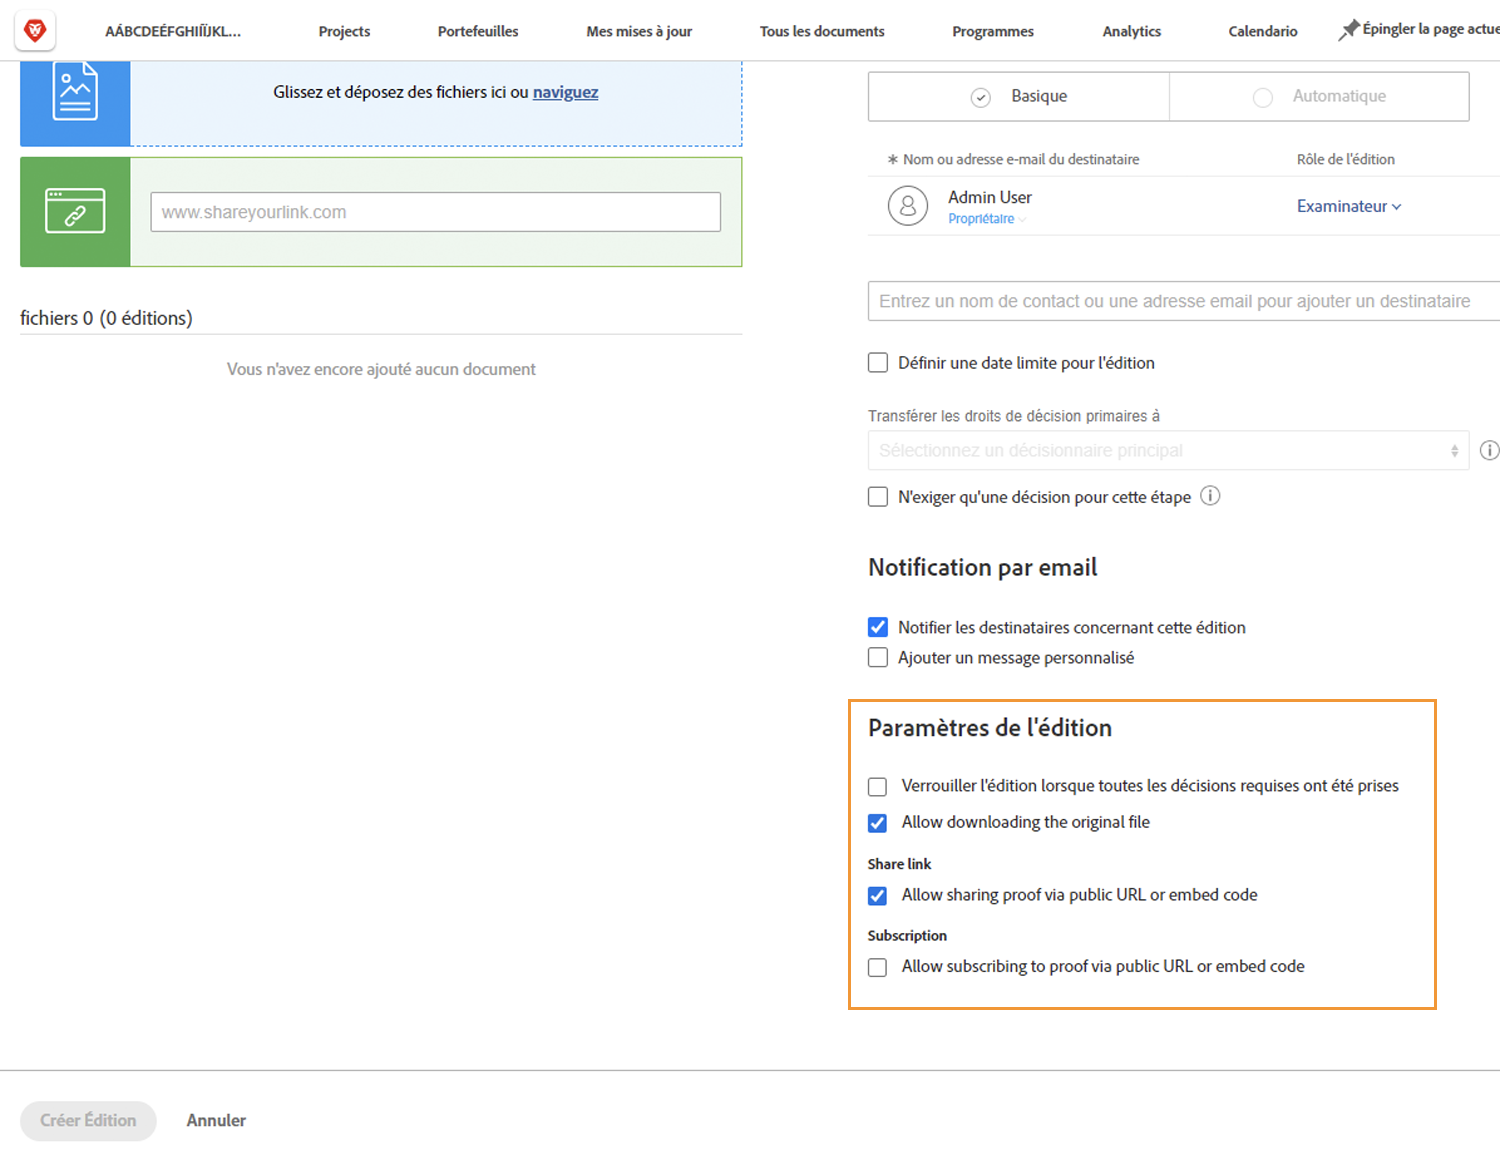 AÁBCDEÉFGHIÍÏJKL...
Projects
Portefeuilles
Mes mises à jour
Tous les documents
Programmes
Analytics
Calendario
Épingler la page actue
Glissez et déposez des fichiers ici ou naviguez
www.shareyourlink.com
fichiers 0 (0 éditions)
Vous n'avez encore ajouté aucun document
Basique
Automatique
* Nom ou adresse e-mail du destinataire
Rôle de l'édition
Admin User
Propriétaire
Examinateur
Entrez un nom de contact ou une adresse email pour ajouter un destinataire
Définir une date limite pour l'édition
Transférer les droits de décision primaires à
Sélectionnez un décisionnaire principal
N'exiger qu'une décision pour cette étape
Notification par email
Notifier les destinataires concernant cette édition
Ajouter un message personnalisé
Paramètres de l'édition
Verrouiller l'édition lorsque toutes les décisions requises ont été prises
Allow downloading the original file
Share link
Allow sharing proof via public URL or embed code
Subscription
Allow subscribing to proof via public URL or embed code
Créer Édition
Annuler